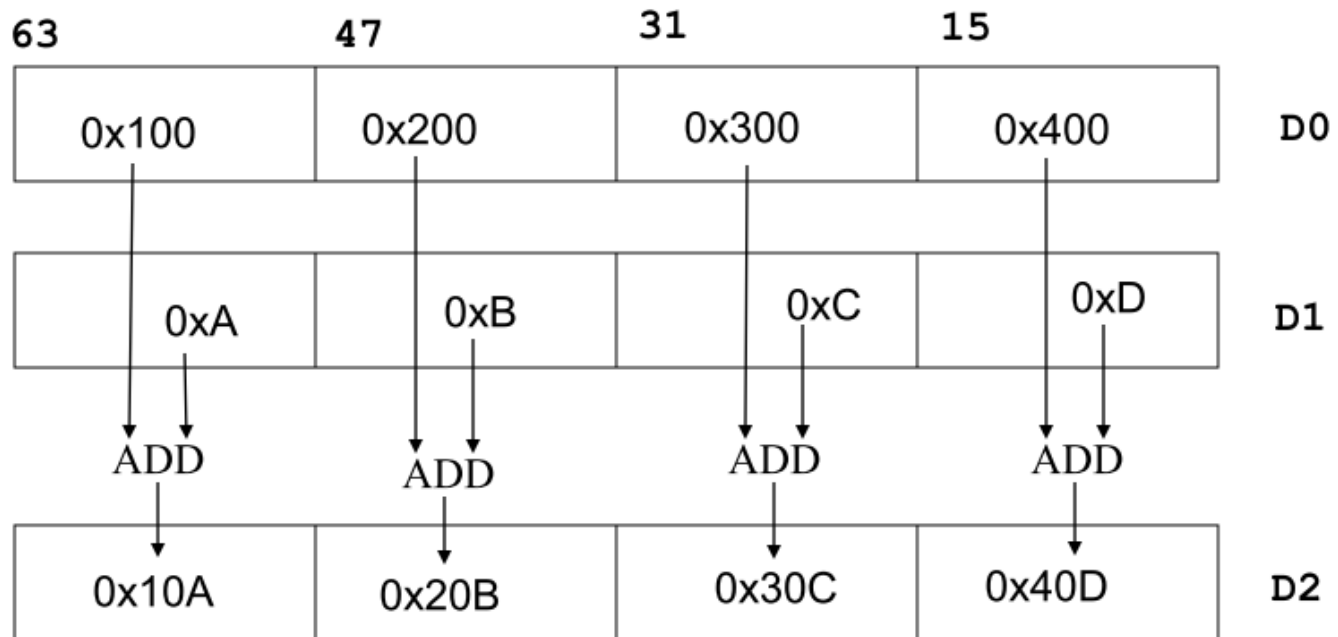 63 47 31 15
0x100 0x200 0x300 0x400 D0
0xA 0xB 0xC 0xD D1
ADD ADD ADD ADD
0x10A 0x20B 0x30C 0x40D D2